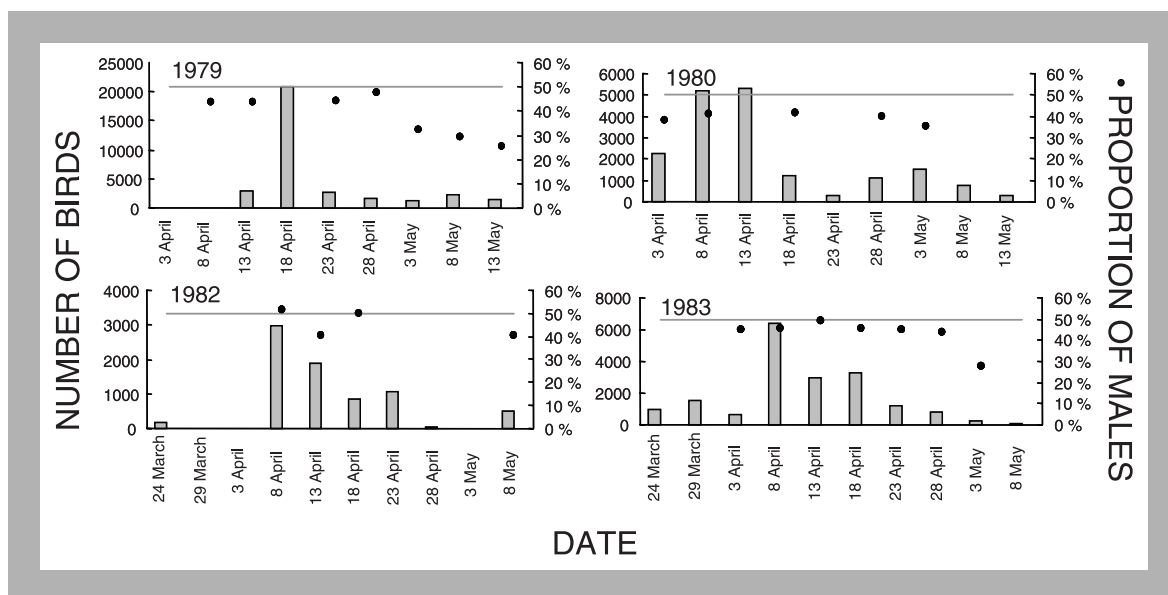 NUMBER OF BIRDS
1979
25000
20000
15000
10000
5000
0
60 %
50 %
40 %
30 %
20 %
10 %
0 %
3 April
8 April
13 April
18 April
23 April
28 April
3 May
8 May
13 May
1980
6000
5000
4000
3000
2000
1000
0
60 %
50 %
40 %
30 %
20 %
10 %
0 %
3 April
8 April
13 April
18 April
23 April
28 April
3 May
8 May
13 May
1982
4000
3000
2000
1000
0
60 %
50 %
40 %
30 %
20 %
10 %
0 %
24 March
29 March
3 April
8 April
13 April
18 April
23 April
28 April
3 May
8 May
1983
8000
6000
4000
2000
0
60 %
50 %
40 %
30 %
20 %
10 %
0 %
24 March
29 March
3 April
8 April
13 April
18 April
23 April
28 April
3 May
8 May
• PROPORTION OF MALES
DATE